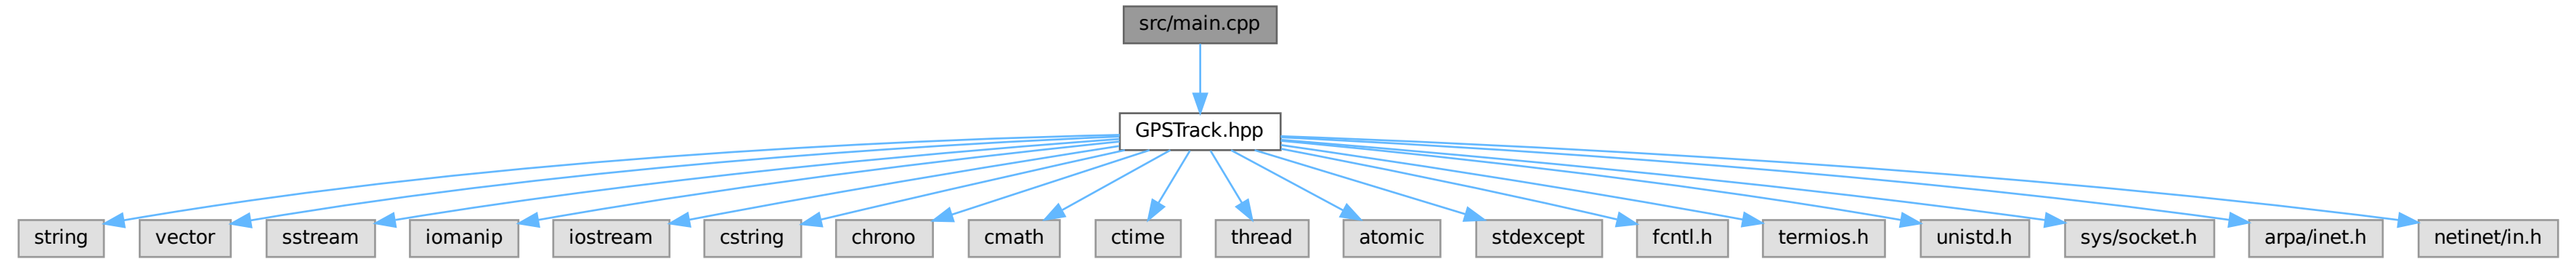 src/main.cpp
GPSTrack.hpp
string
vector
sstream
iomanip
iostream
cstring
chrono
cmath
ctime
thread
atomic
stdexcept
fcntl.h
termios.h
unistd.h
sys/socket.h
arpa/inet.h
netinet/in.h